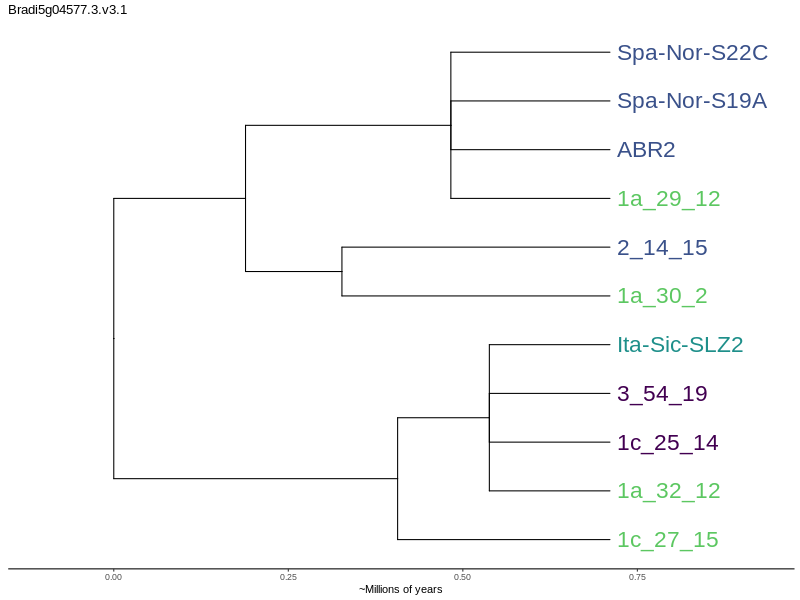 Bradi5g04577.3.v3.1
Spa-Nor-S22C
Spa-Nor-S19A
ABR2
1a_29_12
2_14_15
1a_30_2
Ita-Sic-SLZ2
3_54_19
1c_25_14
1a_32_12
1c_27_15
0.00 0.25 0.50 0.75
~Millions of years